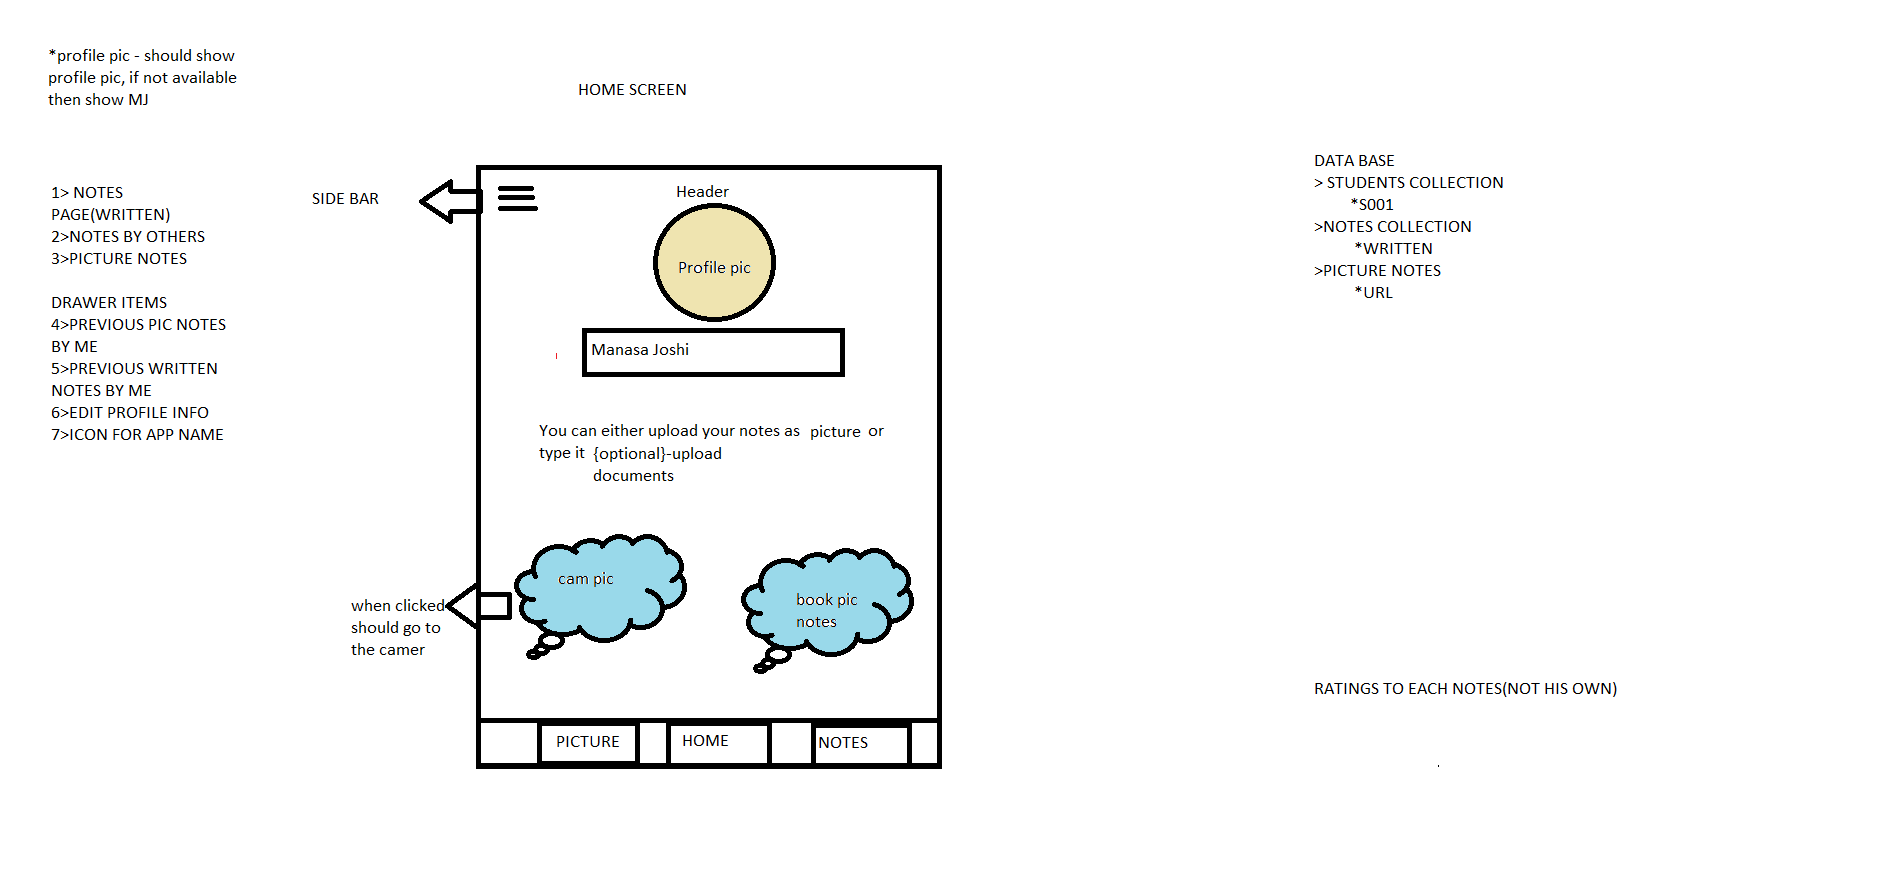 *profile pic - should show
profile pic, if not available
then show MJ
HOME SCREEN
1> NOTES
PAGE(WRITTEN)
2>NOTES BY OTHERS
3>PICTURE NOTES
DRAWER ITEMS
4>PREVIOUS PIC NOTES
BY ME
5>PREVIOUS WRITTEN
NOTES BY ME
6>EDIT PROFILE INFO
7>ICON FOR APP NAME
SIDE BAR
Header
Profile pic
Manasa Joshi
You can either upload your notes as picture or
type it {optional}-upload
documents
cam pic
book pic
notes
when clicked
should go to
the camer
PICTURE
HOME
NOTES
DATA BASE
> STUDENTS COLLECTION
*S001
>NOTES COLLECTION
*WRITTEN
>PICTURE NOTES
*URL
RATINGS TO EACH NOTES(NOT HIS OWN)